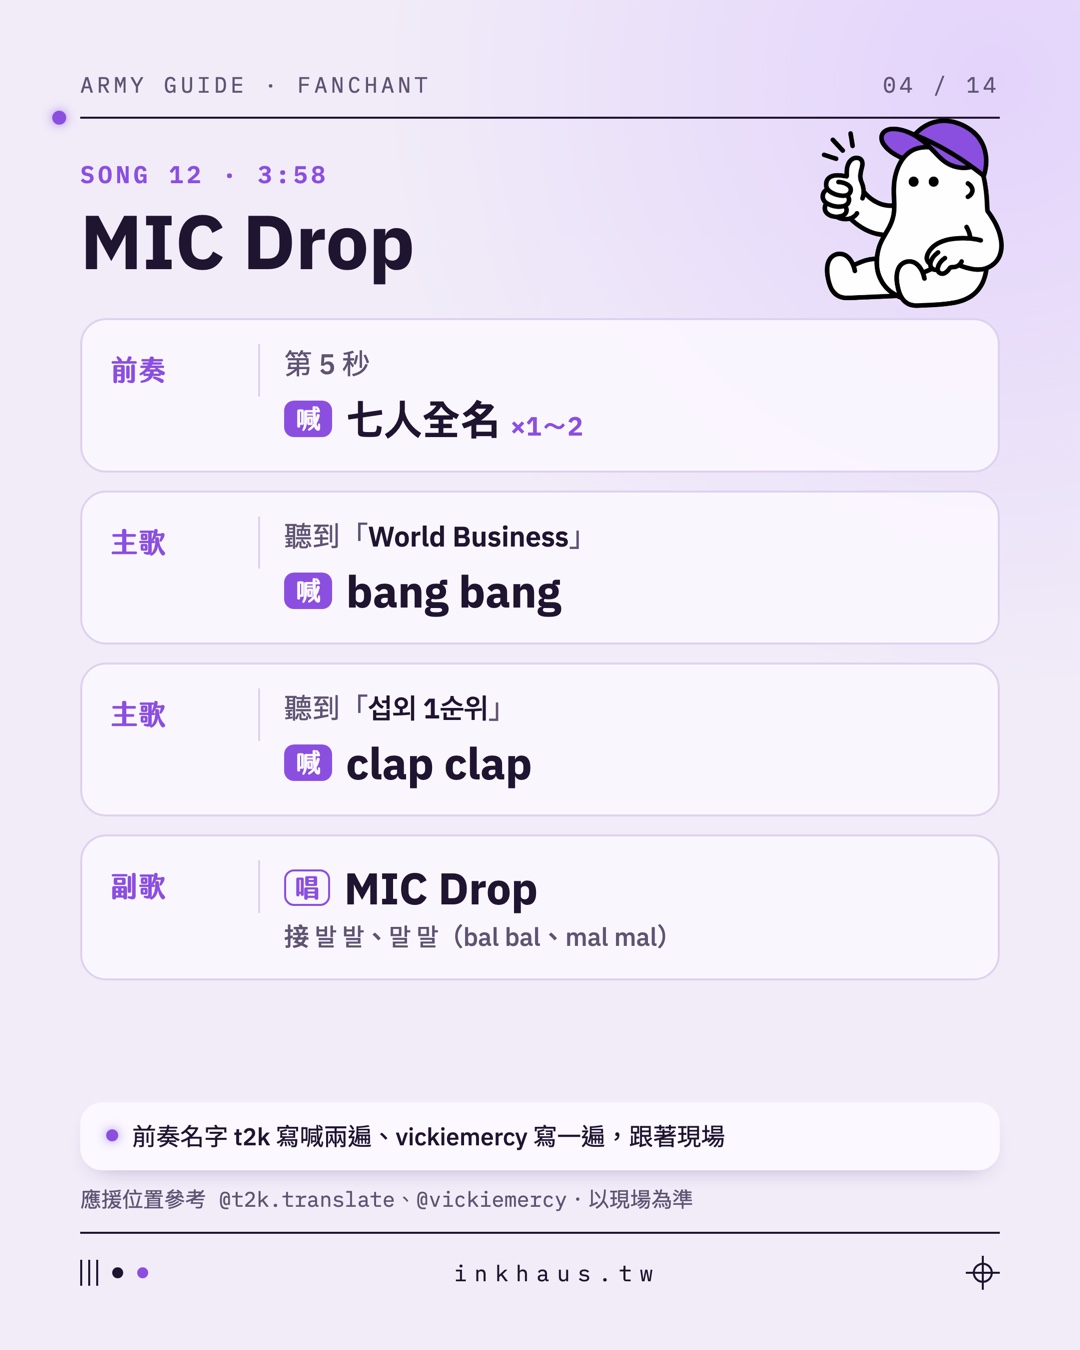 ARMY GUIDE · FANCHANT
04 / 14
SONG 12 · 3:58
MIC Drop
前奏
第 5 秒
喊 七人全名 ×1～2
主歌
聽到「World Business」
喊 bang bang
主歌
聽到「섭외 1순위」
喊 clap clap
副歌
唱 MIC Drop
接 발 발、말 말（bal bal、mal mal）
前奏名字 t2k 寫喊兩遍、vickiemercy 寫一遍，跟著現場
應援位置參考 @t2k.translate、@vickiemercy · 以現場為準
inkhaus.tw